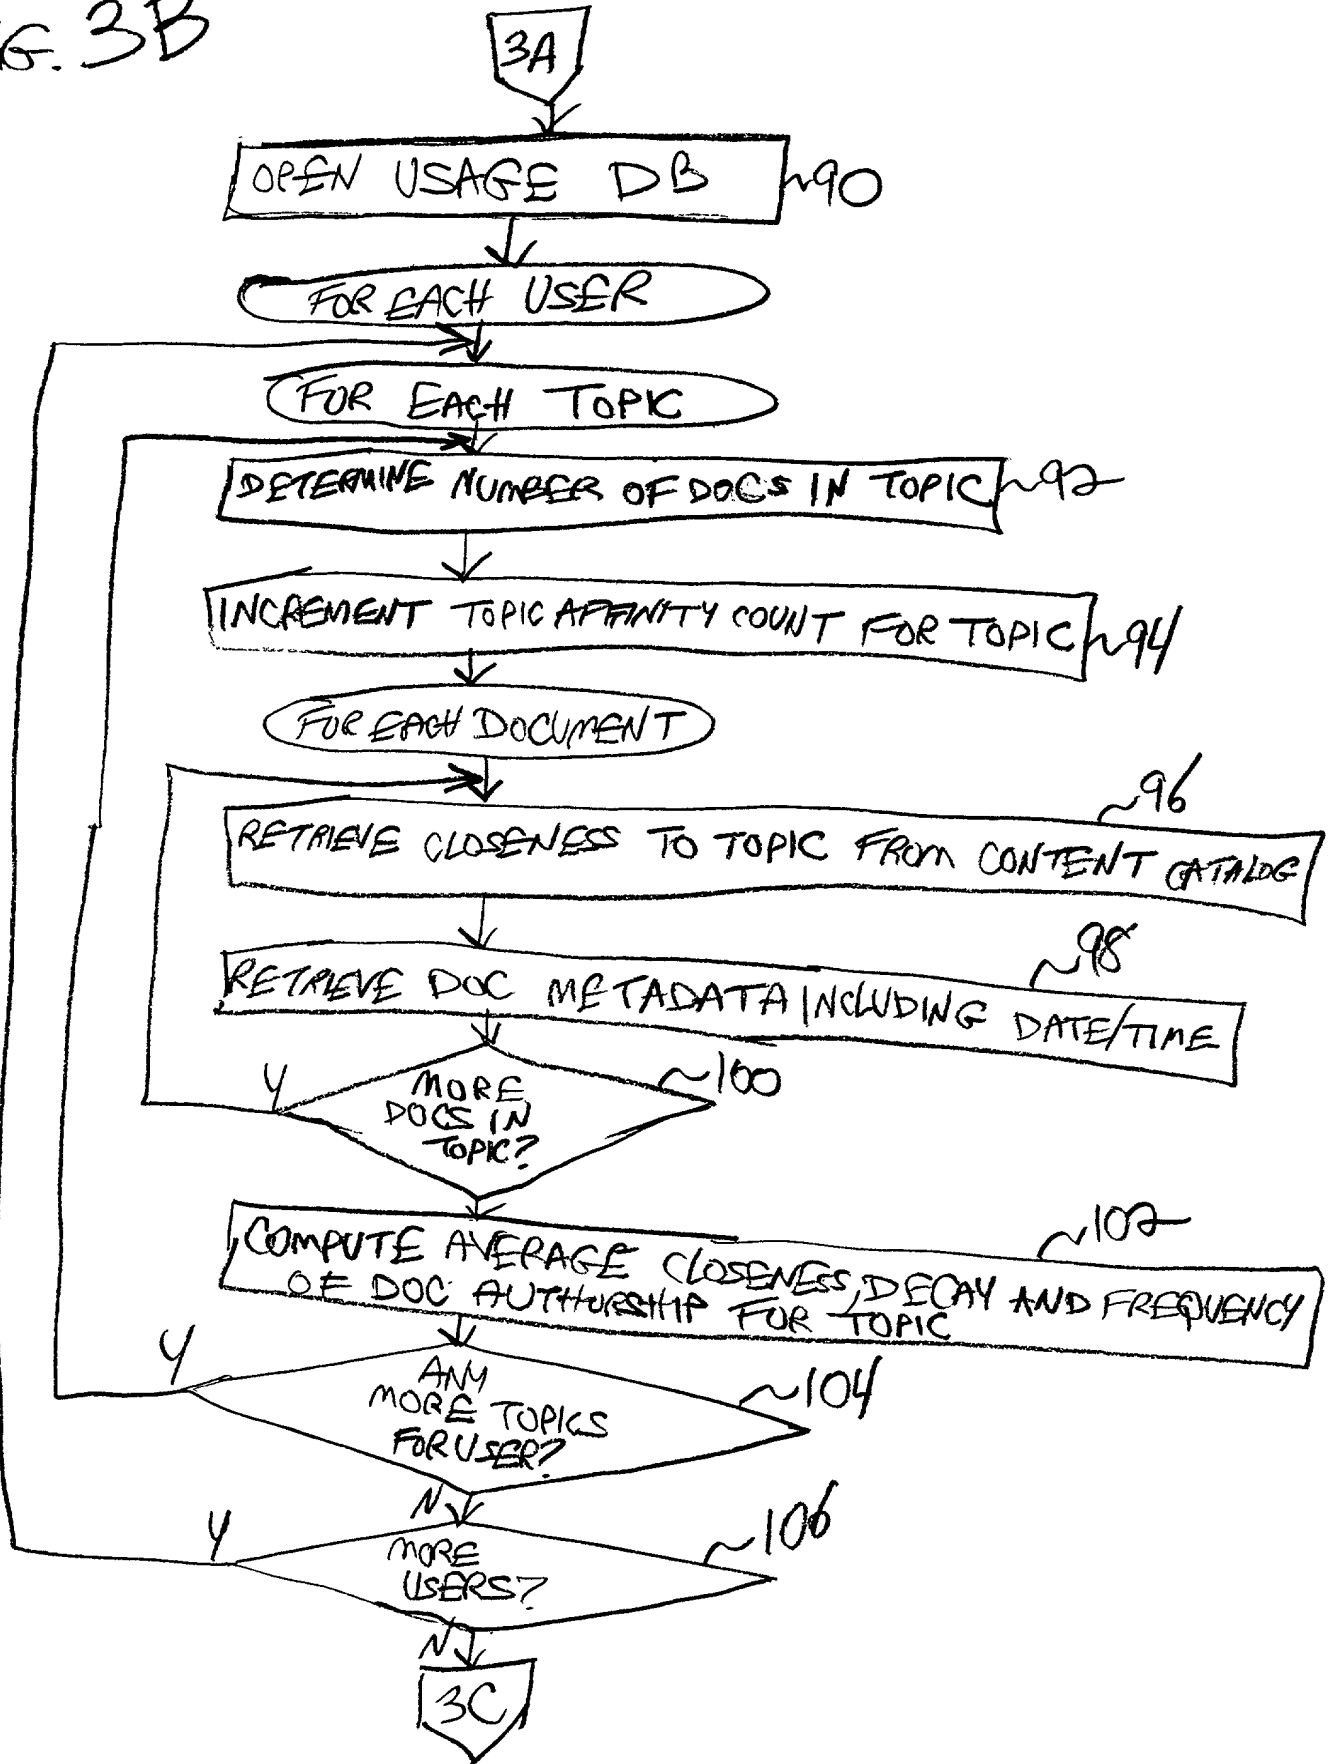 G. 3B
3A
OPEN USAGE DB
90
FOR EACH USER
FOR EACH TOPIC
DETERMINE NUMBER OF DOCS IN TOPIC
92
INCREMENT TOPIC AFFINITY COUNT FOR TOPIC
94
FOR EACH DOCUMENT
96
RETRIEVE CLOSENESS TO TOPIC FROM CONTENT CATALOG
98
RETRIEVE DOC METADATA INCLUDING DATE/TIME
100
Y
MORE
DOCS IN
TOPIC?
102
COMPUTE AVERAGE CLOSENESS, DECAY AND FREQUENCY
OF DOC AUTHORSHIP FOR TOPIC
Y
ANY
MORE TOPICS
FOR USER?
104
N
Y
MORE
USERS?
106
N
3C